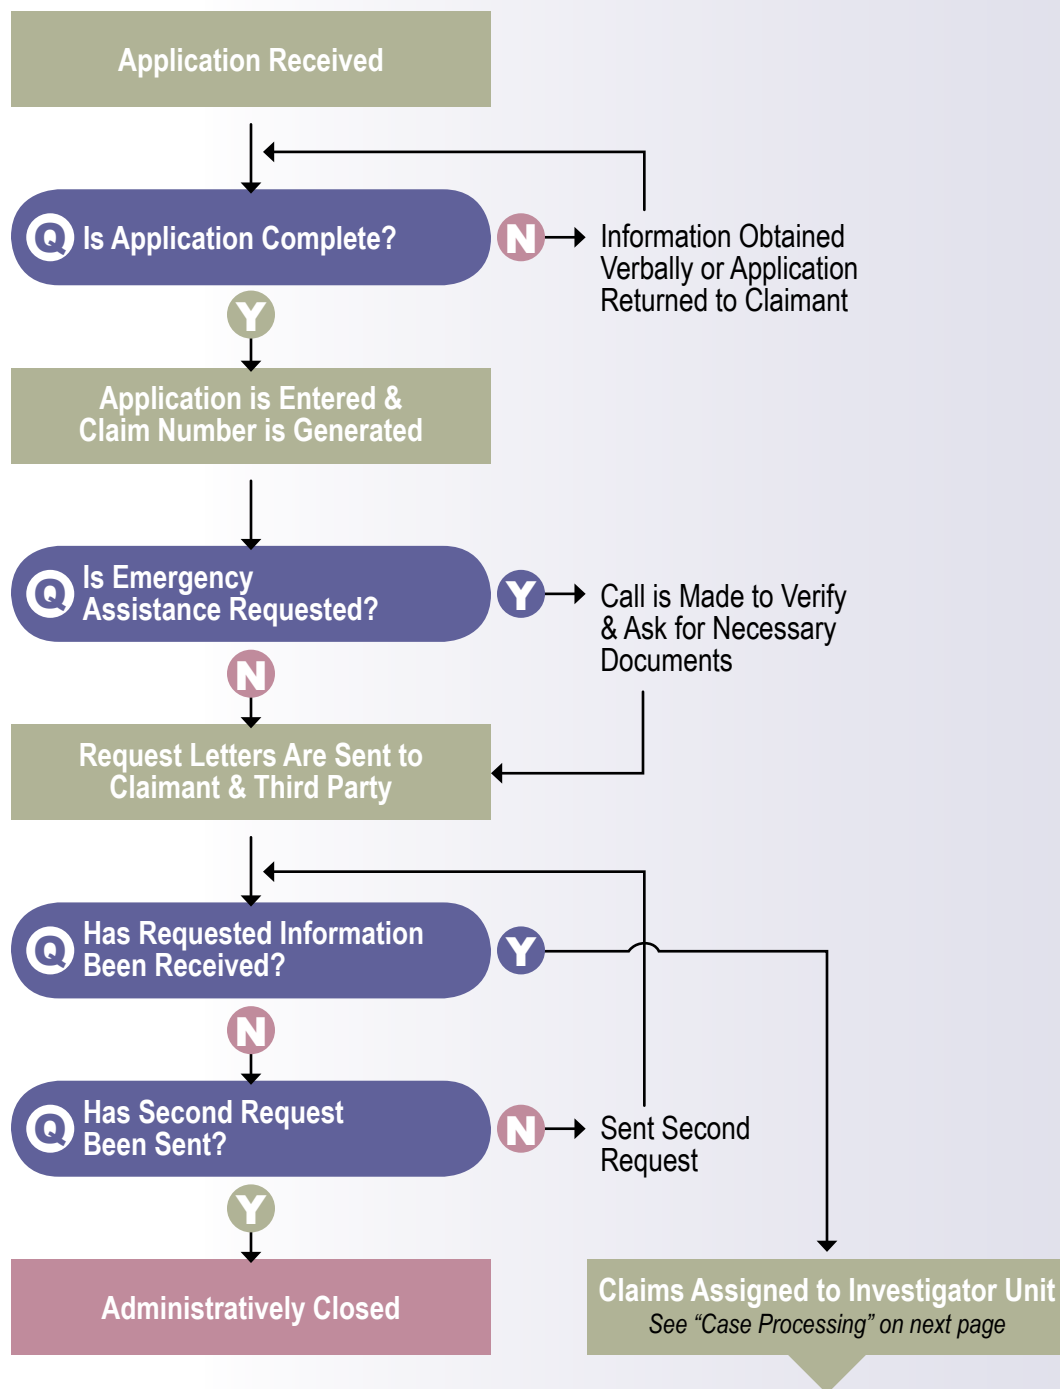 Application Received
Q Is Application Complete?
N
Information Obtained
Verbally or Application
Returned to Claimant
Y
Application is Entered &
Claim Number is Generated
Q Is Emergency
Assistance Requested?
Y
Call is Made to Verify
& Ask for Necessary
Documents
N
Request Letters Are Sent to
Claimant & Third Party
Q Has Requested Information
Been Received?
Y
N
Q Has Second Request
Been Sent?
N
Sent Second
Request
Y
Administratively Closed
Claims Assigned to Investigator Unit
See “Case Processing” on next page